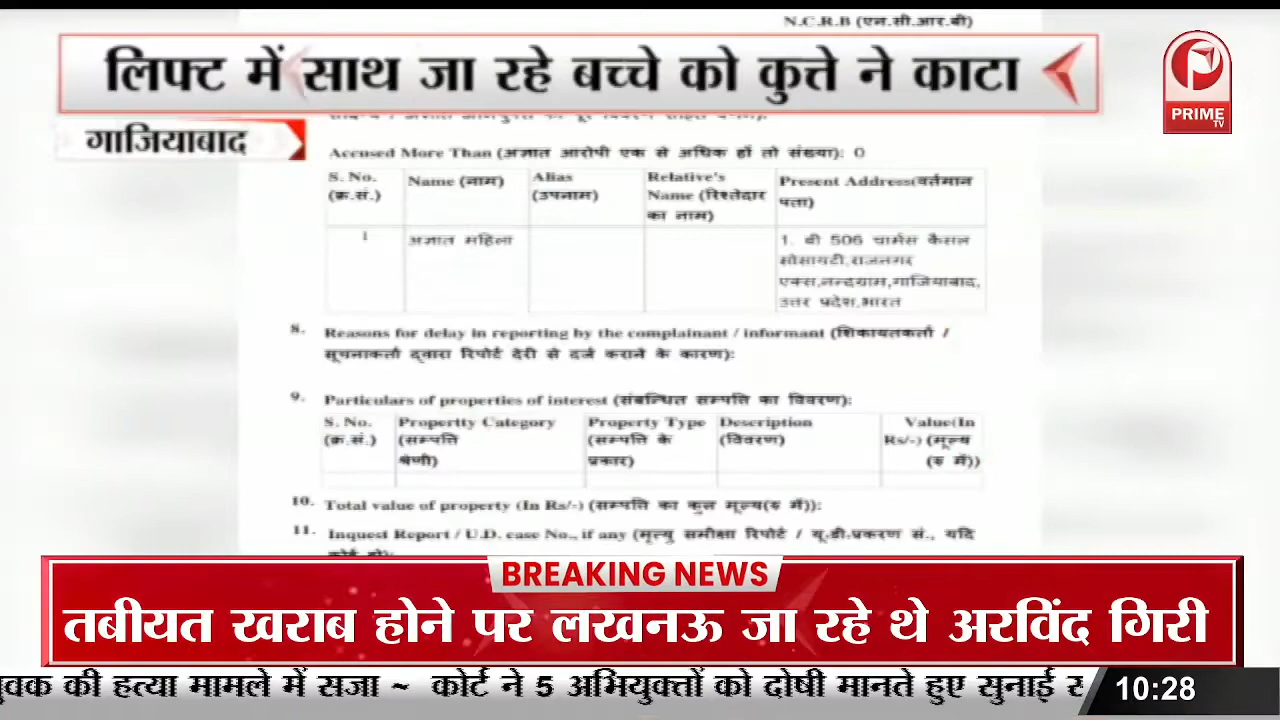 N.C.R.B (एन.सी.आर.बी)
लिफ्ट में साथ जा रहे बच्चे को कुत्ते ने काटा
PRIME
TV
गाजियाबाद
Accused More Than (अज्ञात आरोपी एक से अधिक हों तो संख्या): 0
S. No. (क्र.सं.) Name (नाम) Alias (उपनाम) Relative's Name (रिश्तेदार का नाम) Present Address(वर्तमान पता)
1 अज्ञात महिला 1. बी 506 चार्मस कैसल
सोसायटी,राजनगर
एक्स,नन्दग्राम,गाजियाबाद,
उत्तर प्रदेश,भारत
8. Reasons for delay in reporting by the complainant / informant (शिकायतकर्ता /
सूचनाकर्ता द्वारा रिपोर्ट देरी से दर्ज कराने के कारण):
9. Particulars of properties of interest (संबन्धित सम्पत्ति का विवरण):
S. No. (क्र.सं.) Propertty Category (सम्पत्ति श्रेणी) Property Type (सम्पत्ति के प्रकार) Description (विवरण) Value(In Rs/-) (मूल्य (रु में))
10. Total value of property (In Rs/-) (सम्पत्ति का कुल मूल्य(रु में)):
11. Inquest Report / U.D. case No., if any (मृत्यु समीक्षा रिपोर्ट / यू.डी.प्रकरण सं., यदि
BREAKING NEWS
तबीयत खराब होने पर लखनऊ जा रहे थे अरविंद गिरी
की हत्या मामले में सजा ~ कोर्ट ने 5 अभियुक्तों को दोषी मानते हुए सुनाई
10:28